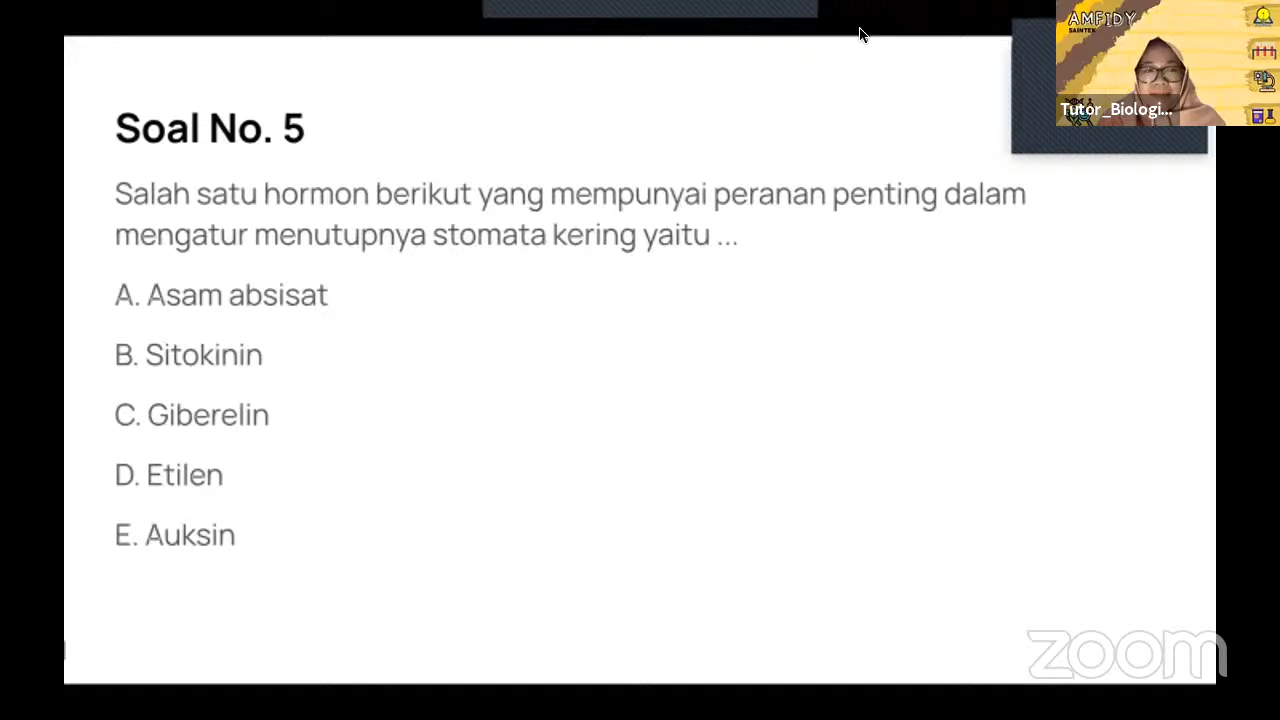 AMFIDY
SAINTEK
Tutor_Biologi...
Soal No. 5
Salah satu hormon berikut yang mempunyai peranan penting dalam
mengatur menutupnya stomata kering yaitu ...
A. Asam absisat
B. Sitokinin
C. Giberelin
D. Etilen
E. Auksin
zoom